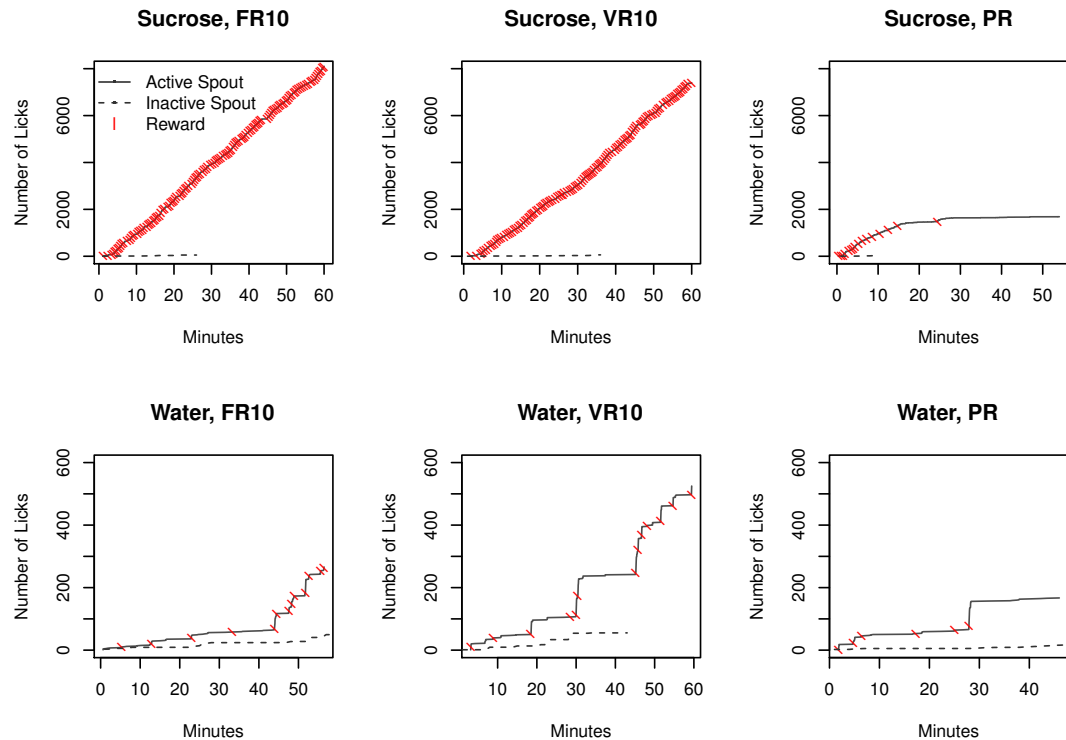 Sucrose, FR10
Sucrose, VR10
Sucrose, PR
Number of Licks
0 2000 6000
Active Spout
Inactive Spout
Reward
0 10 20 30 40 50 60
Minutes
Number of Licks
0 2000 6000
0 10 20 30 40 50 60
Minutes
Number of Licks
0 2000 6000
0 10 20 30 40 50
Minutes
Water, FR10
Water, VR10
Water, PR
Number of Licks
0 200 400 600
0 10 20 30 40 50
Minutes
Number of Licks
0 200 400 600
10 20 30 40 50 60
Minutes
Number of Licks
0 200 400 600
0 10 20 30 40
Minutes